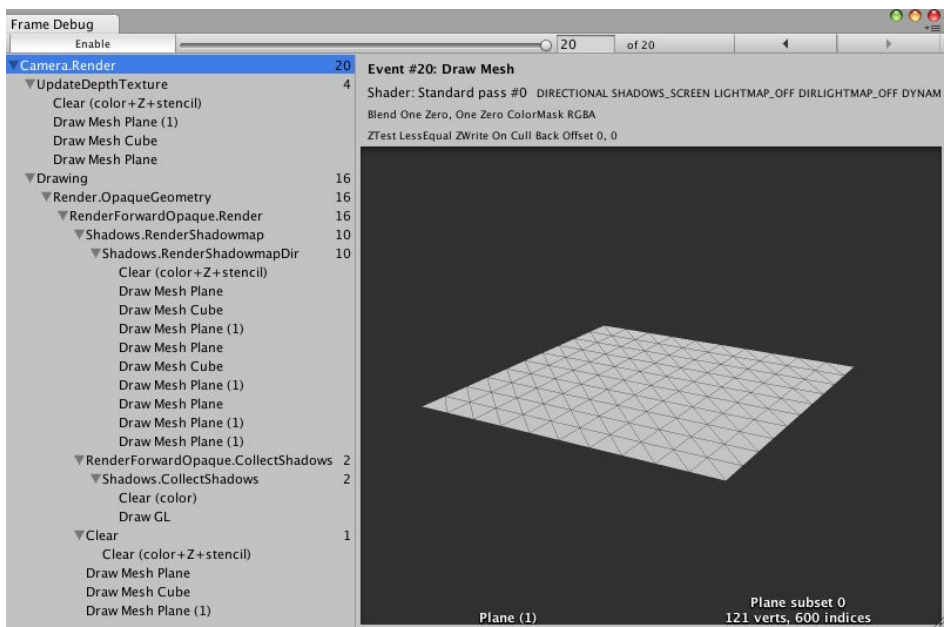 Frame Debug
Enable 20 of 20
Camera.Render 20
UpdateDepthTexture 4
Clear (color+Z+stencil)
Draw Mesh Plane (1)
Draw Mesh Cube
Draw Mesh Plane
Drawing 16
Render.OpaqueGeometry 16
RenderForwardOpaque.Render 16
Shadows.RenderShadowmap 10
Shadows.RenderShadowmapDir 10
Clear (color+Z+stencil)
Draw Mesh Plane
Draw Mesh Cube
Draw Mesh Plane (1)
Draw Mesh Plane
Draw Mesh Cube
Draw Mesh Plane (1)
Draw Mesh Plane
Draw Mesh Plane (1)
Draw Mesh Plane (1)
RenderForwardOpaque.CollectShadows 2
Shadows.CollectShadows 2
Clear (color)
Draw GL
Clear 1
Clear (color+Z+stencil)
Draw Mesh Plane
Draw Mesh Cube
Draw Mesh Plane (1)
Event #20: Draw Mesh
Shader: Standard pass #0 DIRECTIONAL SHADOWS_SCREEN LIGHTMAP_OFF DIRLIGHTMAP_OFF DYNAM
Blend One Zero, One Zero ColorMask RGBA
ZTest LessEqual ZWrite On Cull Back Offset 0, 0
Plane (1)
Plane subset 0
121 verts, 600 indices